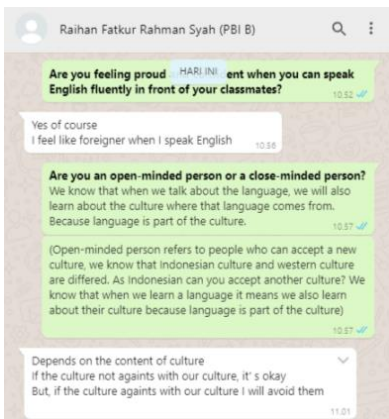 Raihan Fatkur Rahman Syah (PBI B)
HARI INI
Are you feeling proud ent when you can speak
English fluently in front of your classmates?
10.52
Yes of course
I feel like foreigner when I speak English
10.56
Are you an open-minded person or a close-minded person?
We know that when we talk about the language, we will also
learn about the culture where that language comes from.
Because language is part of the culture.
10.57
(Open-minded person refers to people who can accept a new
culture, we know that Indonesian culture and western culture
are differed. As Indonesian can you accept another culture? We
know that when we learn a language it means we also learn
about their culture because language is part of the culture)
10.57
Depends on the content of culture
If the culture not againts with our culture, it' s okay
But, if the culture againts with our culture I will avoid them
11.01